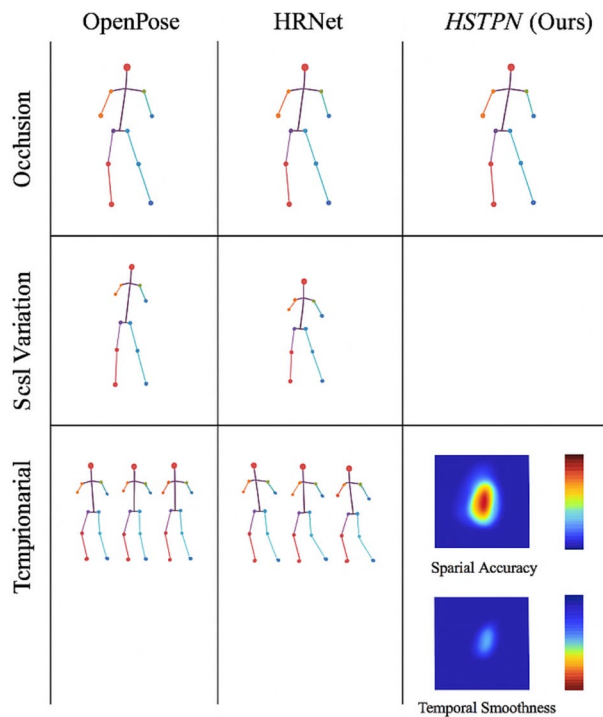 OpenPose HRNet HSTPN (Ours)
Occlusion
Scsl Variation
Tcmprionarial
Sparial Accuracy
Temporal Smoothness